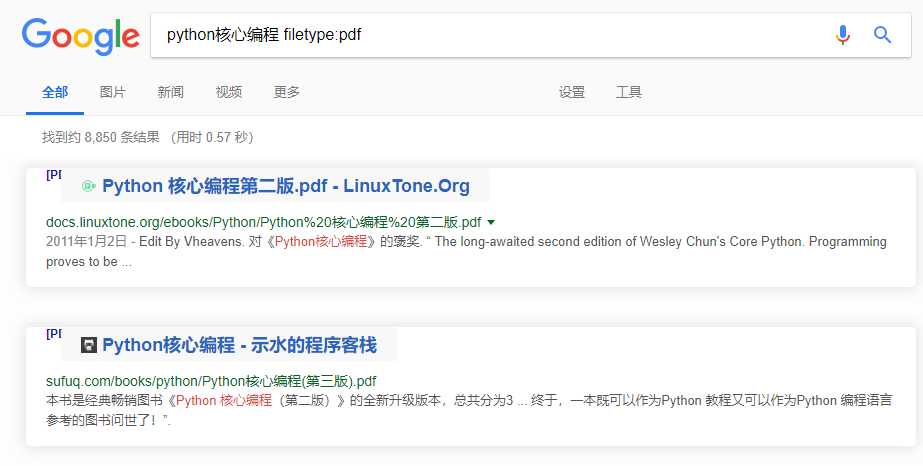 Google
python核心编程 filetype:pdf
全部 图片 新闻 视频 更多 设置 工具
找到约 8,850 条结果 （用时 0.57 秒）
Python 核心编程第二版.pdf - LinuxTone.Org
docs.linuxtone.org/ebooks/Python/Python%20核心编程%20第二版.pdf
2011年1月2日 - Edit By Vheavens. 对《Python核心编程》的褒奖. “ The long-awaited second edition of Wesley Chun's Core Python. Programming
proves to be ...
Python核心编程 - 示水的程序客栈
sufuq.com/books/python/Python核心编程(第三版).pdf
本书是经典畅销图书《Python 核心编程（第二版）》的全新升级版本，总共分为3 ... 终于，一本既可以作为Python 教程又可以作为Python 编程语言
参考的图书问世了！”.